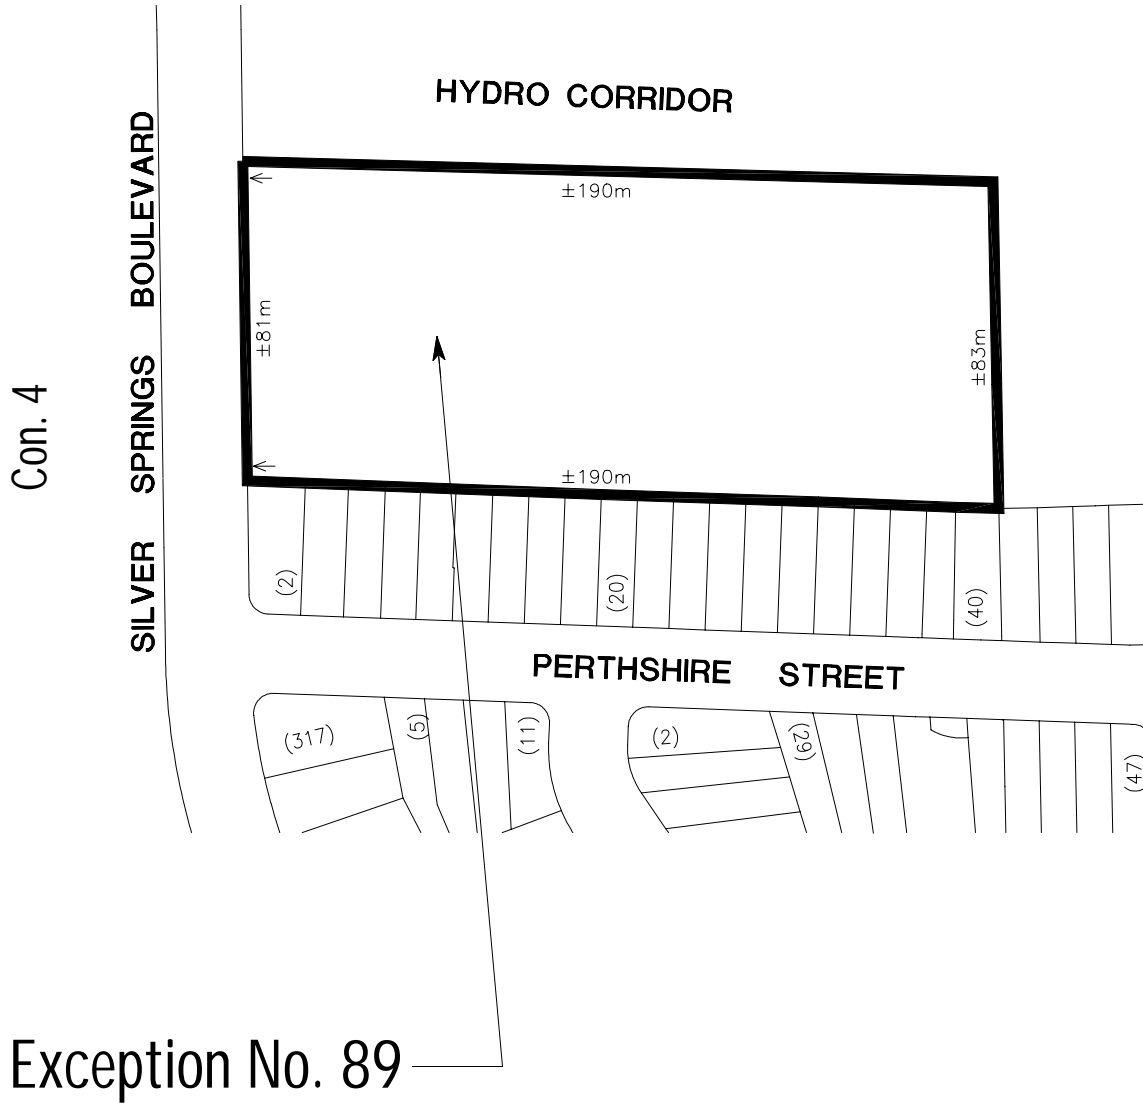 HYDRO CORRIDOR
±190m
SILVER SPRINGS BOULEVARD
±81m
±83m
Con. 4
±190m
(2)
(20)
(40)
PERTHSHIRE STREET
(317)
(5)
(11)
(2)
(29)
(47)
Exception No. 89